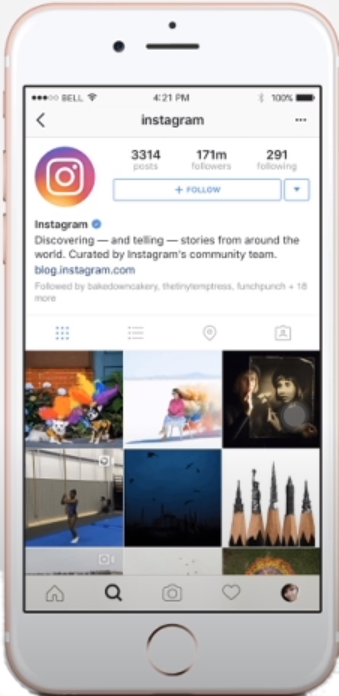 BELL 4:21 PM 100%
instagram
3314 171m 291
posts followers following
+ FOLLOW
Instagram
Discovering — and telling — stories from around the
world. Curated by Instagram's community team.
blog.instagram.com
Followed by bakedowncakery, thetinytemptress, lunchpunch + 18
more